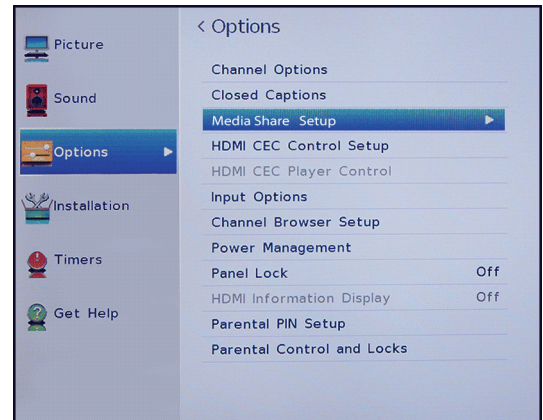 Picture
Sound
Options
Installation
Timers
Get Help
< Options
Channel Options
Closed Captions
Media Share Setup
HDMI CEC Control Setup
HDMI CEC Player Control
Input Options
Channel Browser Setup
Power Management
Panel Lock Off
HDMI Information Display Off
Parental PIN Setup
Parental Control and Locks